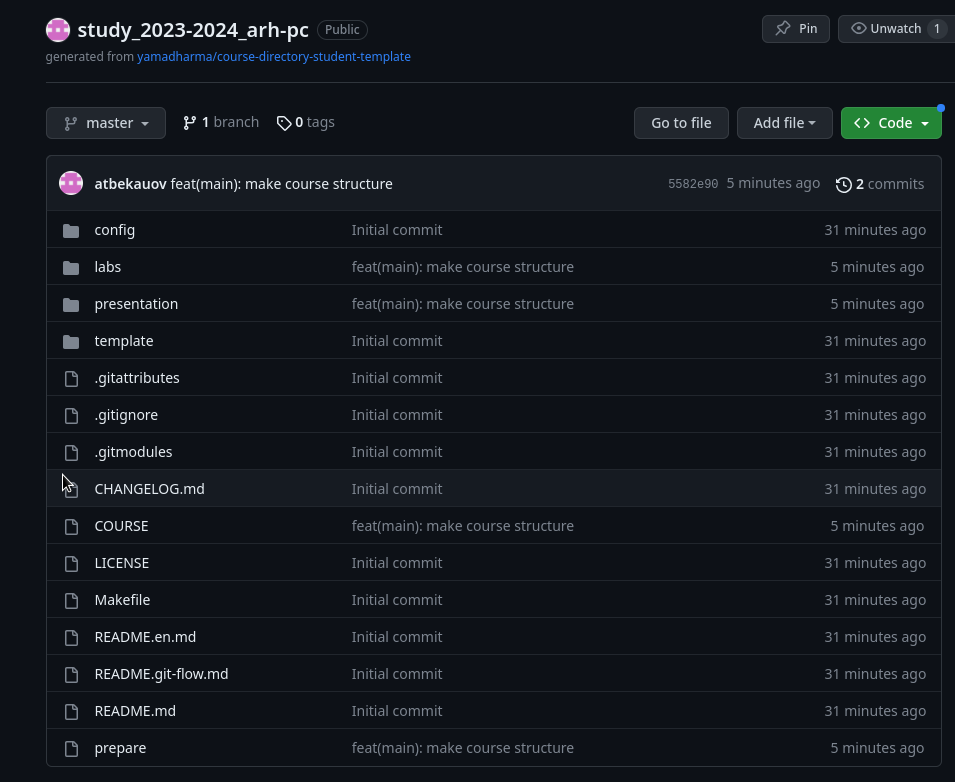 study_2023-2024_arh-pc Public Pin Unwatch 1
generated from yamadharma/course-directory-student-template
master 1 branch 0 tags Go to file Add file Code
atbekauov feat(main): make course structure 5582e90 5 minutes ago 2 commits
config Initial commit 31 minutes ago
labs feat(main): make course structure 5 minutes ago
presentation feat(main): make course structure 5 minutes ago
template Initial commit 31 minutes ago
.gitattributes Initial commit 31 minutes ago
.gitignore Initial commit 31 minutes ago
.gitmodules Initial commit 31 minutes ago
CHANGELOG.md Initial commit 31 minutes ago
COURSE feat(main): make course structure 5 minutes ago
LICENSE Initial commit 31 minutes ago
Makefile Initial commit 31 minutes ago
README.en.md Initial commit 31 minutes ago
README.git-flow.md Initial commit 31 minutes ago
README.md Initial commit 31 minutes ago
prepare feat(main): make course structure 5 minutes ago